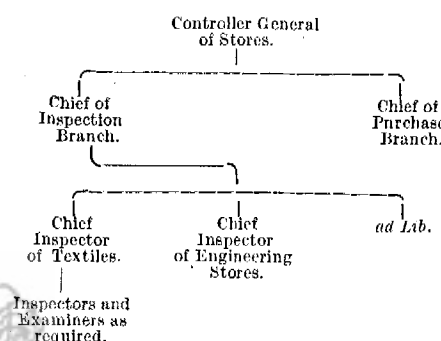 Controller General
of Stores.
Chief of
Inspection
Branch.
Chief of
Purchase
Branch.
Chief
Inspector
of Textiles.
Chief
Inspector
of Engineering
Stores.
ad Lib.
Inspectors and
Examiners as
required.